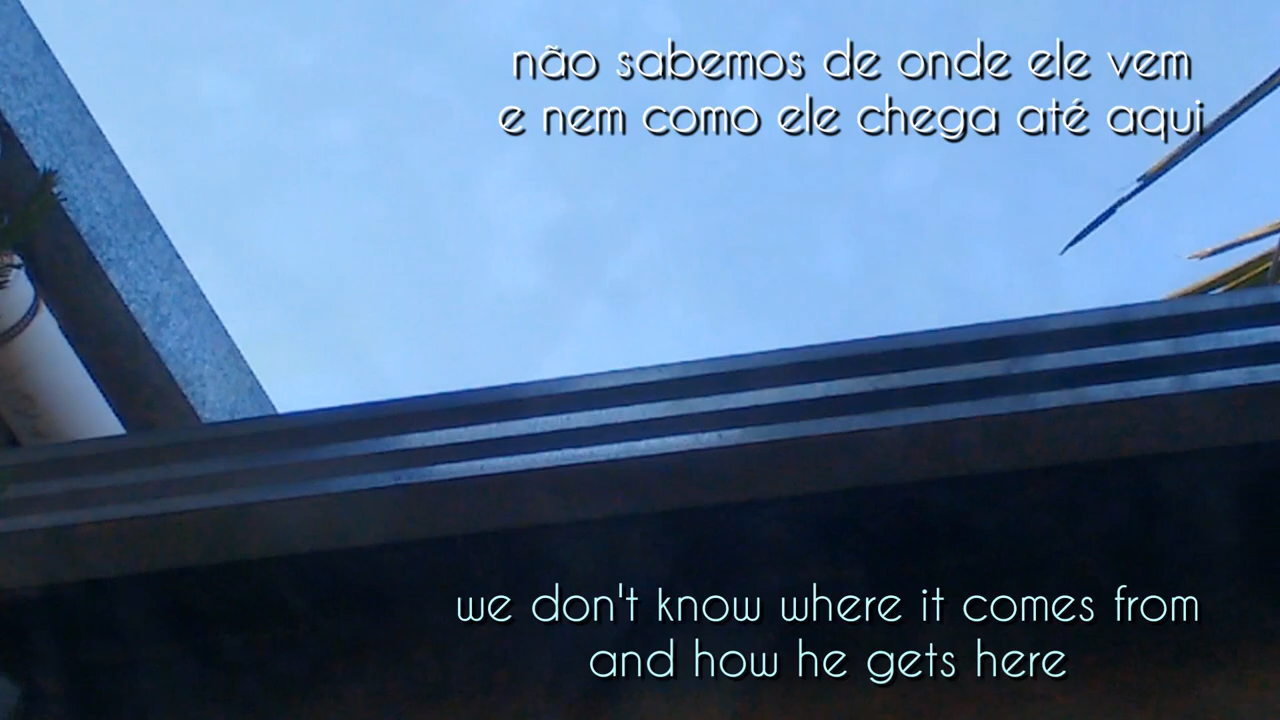 não sabemos de onde ele vem
e nem como ele chega até aqui
we don't know where it comes from
and how he gets here